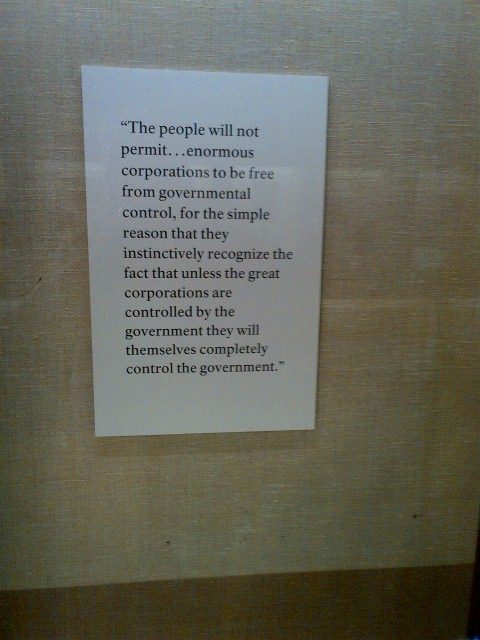 “The people will not
permit...enormous
corporations to be free
from governmental
control, for the simple
reason that they
instinctively recognize the
fact that unless the great
corporations are
controlled by the
government they will
themselves completely
control the government.”